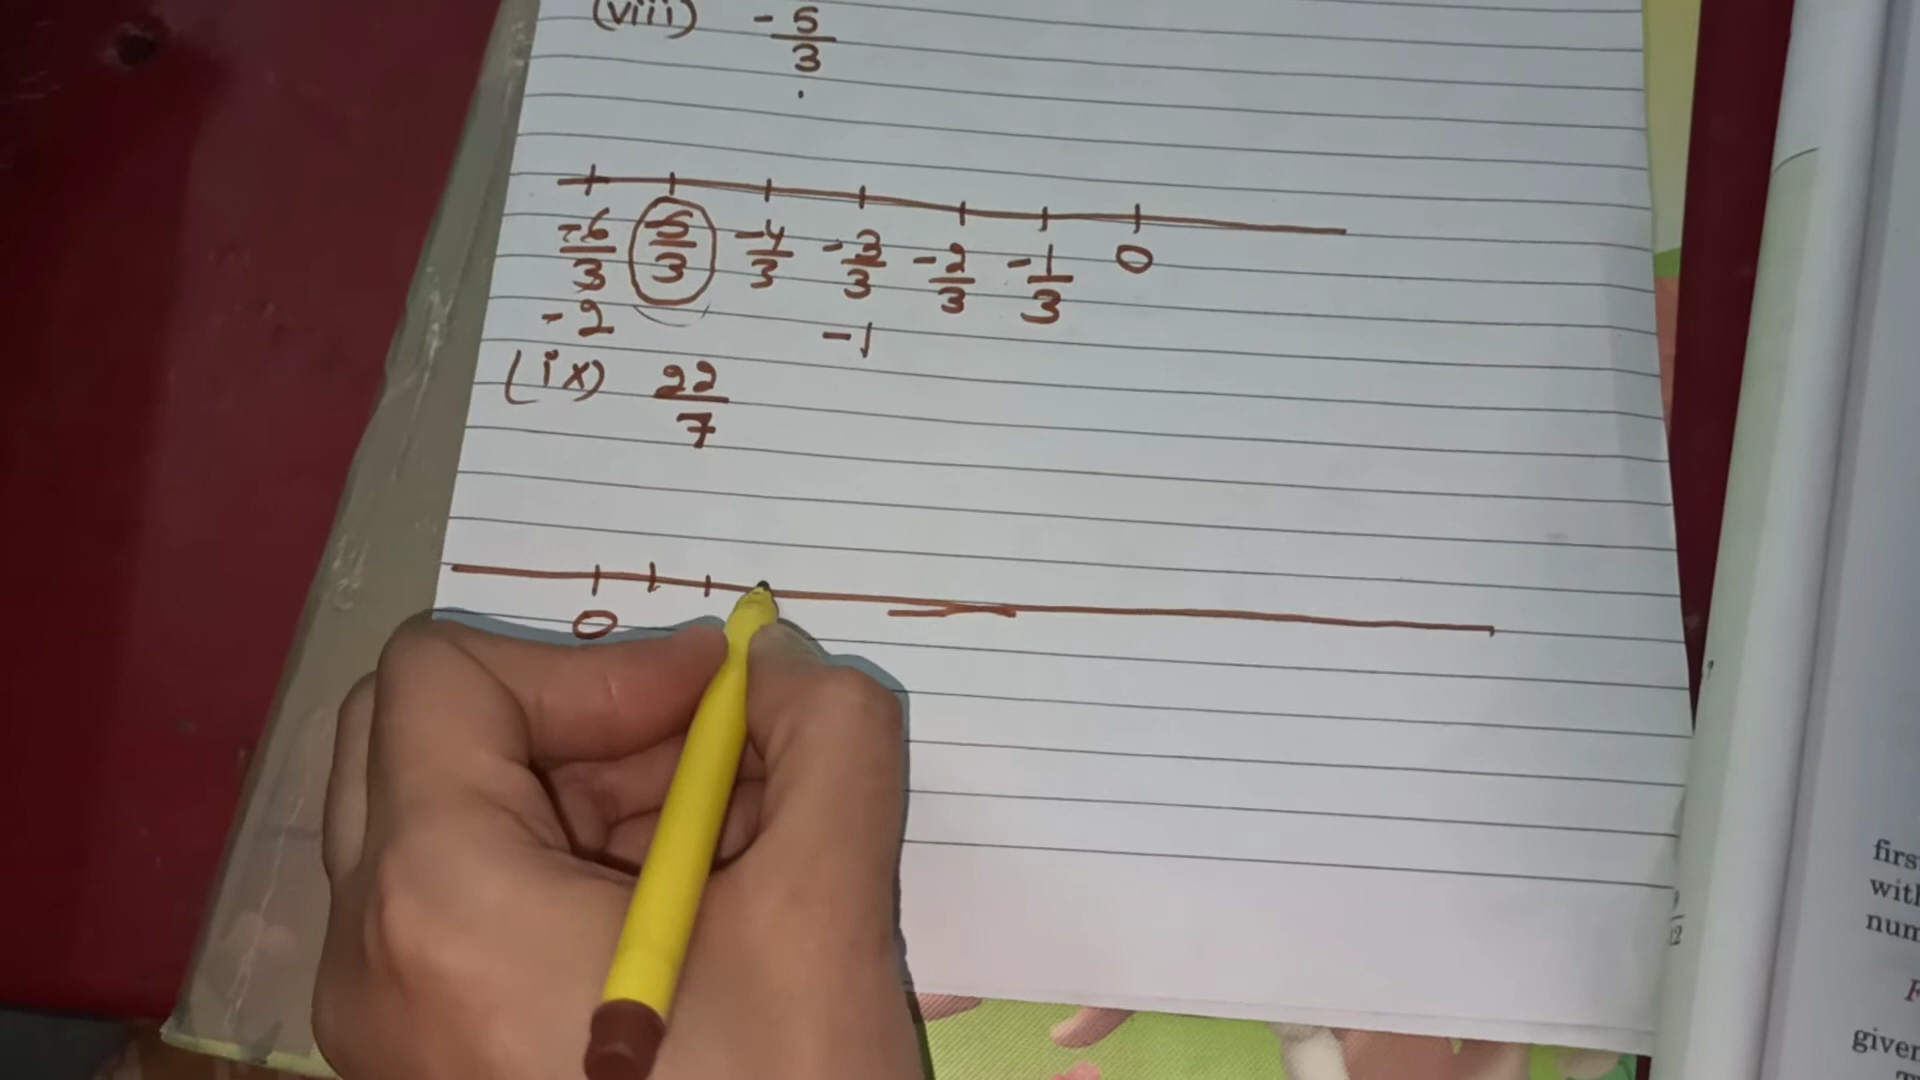 (viii) -5/3
-6/3 -5/3 -4/3 -3/3 -2/3 -1/3 0
-2 -1
(ix) 22/7
0
with
num
given